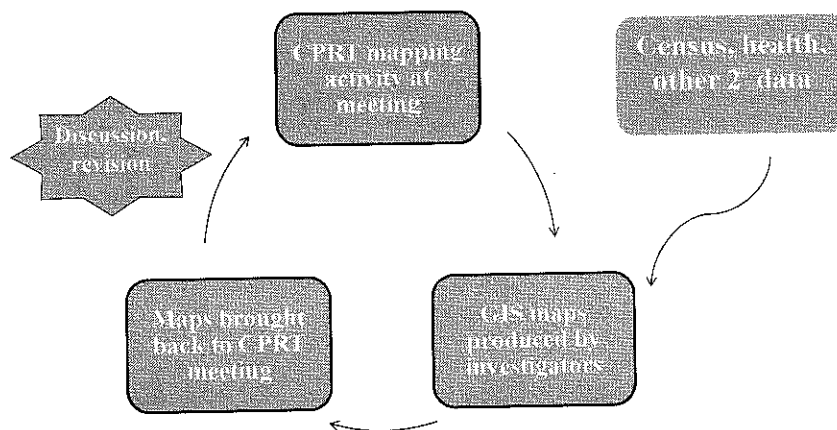 CPRT mapping
activity at
meeting
Census, health,
other 2° data
Discussion,
revision
Maps brought
back to CPRT
meeting
GIS maps
produced by
investigators